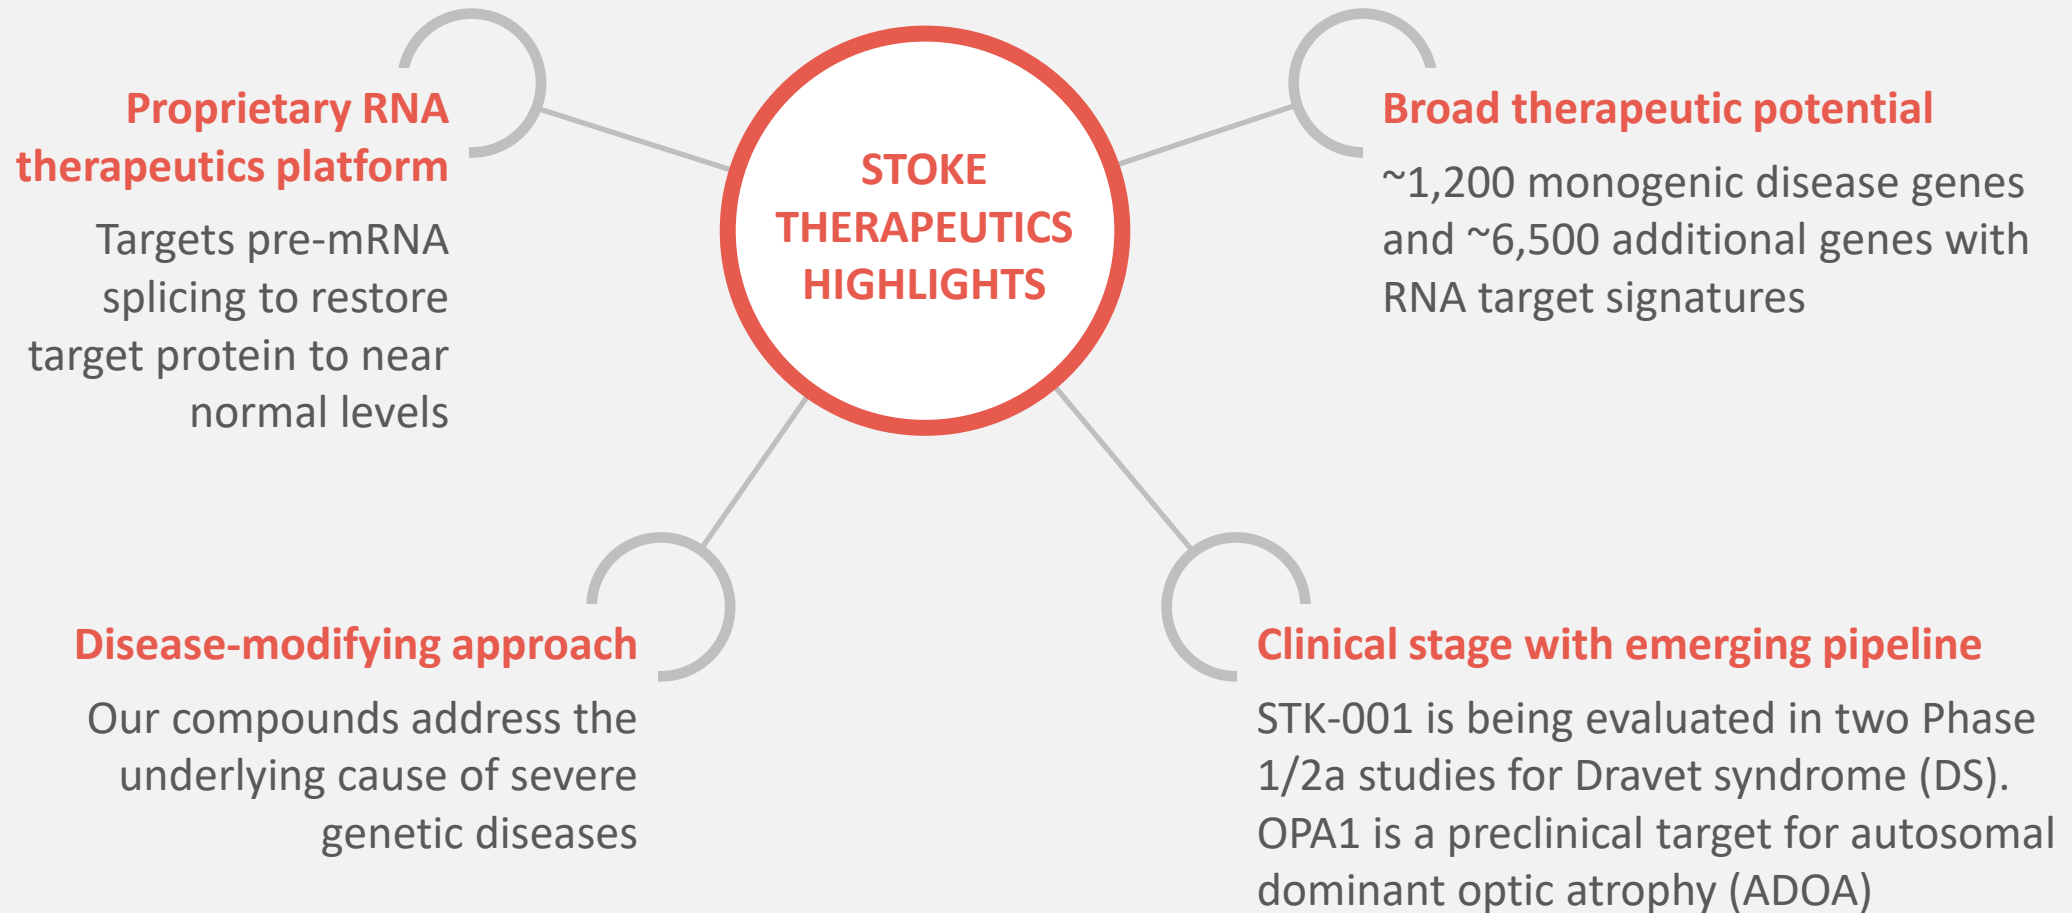 STOKE
THERAPEUTICS
HIGHLIGHTS
Proprietary RNA
therapeutics platform
Targets pre-mRNA
splicing to restore
target protein to near
normal levels
Broad therapeutic potential
~1,200 monogenic disease genes
and ~6,500 additional genes with
RNA target signatures
Disease-modifying approach
Our compounds address the
underlying cause of severe
genetic diseases
Clinical stage with emerging pipeline
STK-001 is being evaluated in two Phase
1/2a studies for Dravet syndrome (DS).
OPA1 is a preclinical target for autosomal
dominant optic atrophy (ADOA)